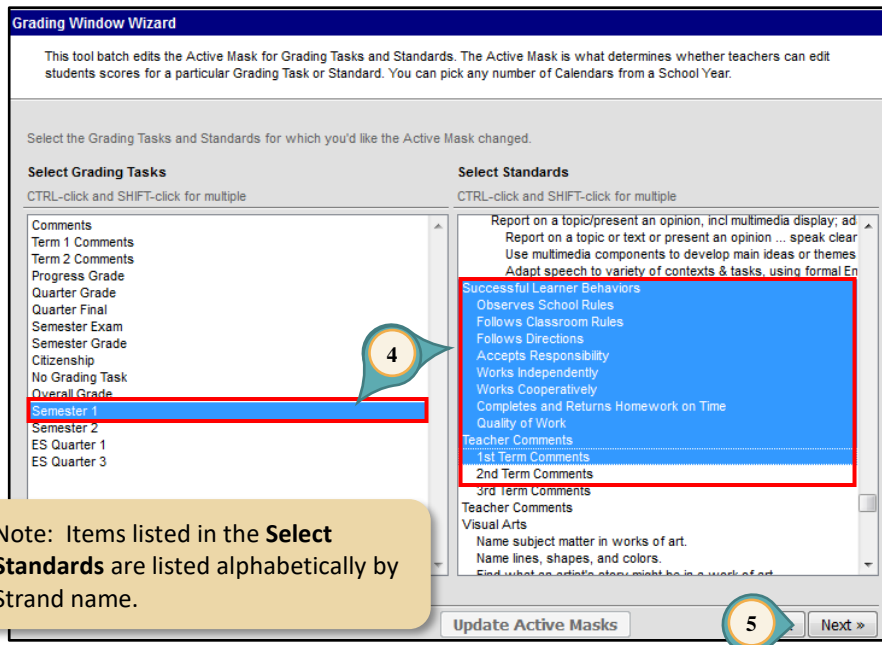 Grading Window Wizard
This tool batch edits the Active Mask for Grading Tasks and Standards. The Active Mask is what determines whether teachers can edit
students scores for a particular Grading Task or Standard. You can pick any number of Calendars from a School Year.
Select the Grading Tasks and Standards for which you'd like the Active Mask changed.
Select Grading Tasks
CTRL-click and SHIFT-click for multiple
Comments
Term 1 Comments
Term 2 Comments
Progress Grade
Quarter Grade
Quarter Final
Semester Exam
Semester Grade
Citizenship
No Grading Task
Overall Grade
Semester 1
Semester 2
ES Quarter 1
ES Quarter 3
Select Standards
CTRL-click and SHIFT-click for multiple
Report on a topic/present an opinion, incl multimedia display; ad
Report on a topic or text or present an opinion ... speak clear
Use multimedia components to develop main ideas or themes
Adapt speech to variety of contexts & tasks, using formal En
Successful Learner Behaviors
Observes School Rules
Follows Classroom Rules
Follows Directions
Accepts Responsibility
Works Independently
Works Cooperatively
Completes and Returns Homework on Time
Quality of Work
Teacher Comments
1st Term Comments
2nd Term Comments
3rd Term Comments
Teacher Comments
Visual Arts
Name subject matter in works of art.
Name lines, shapes, and colors.
Find what an artist's story might be in a work of art
4
Note: Items listed in the Select
Standards are listed alphabetically by
Strand name.
Update Active Masks
5
Next »